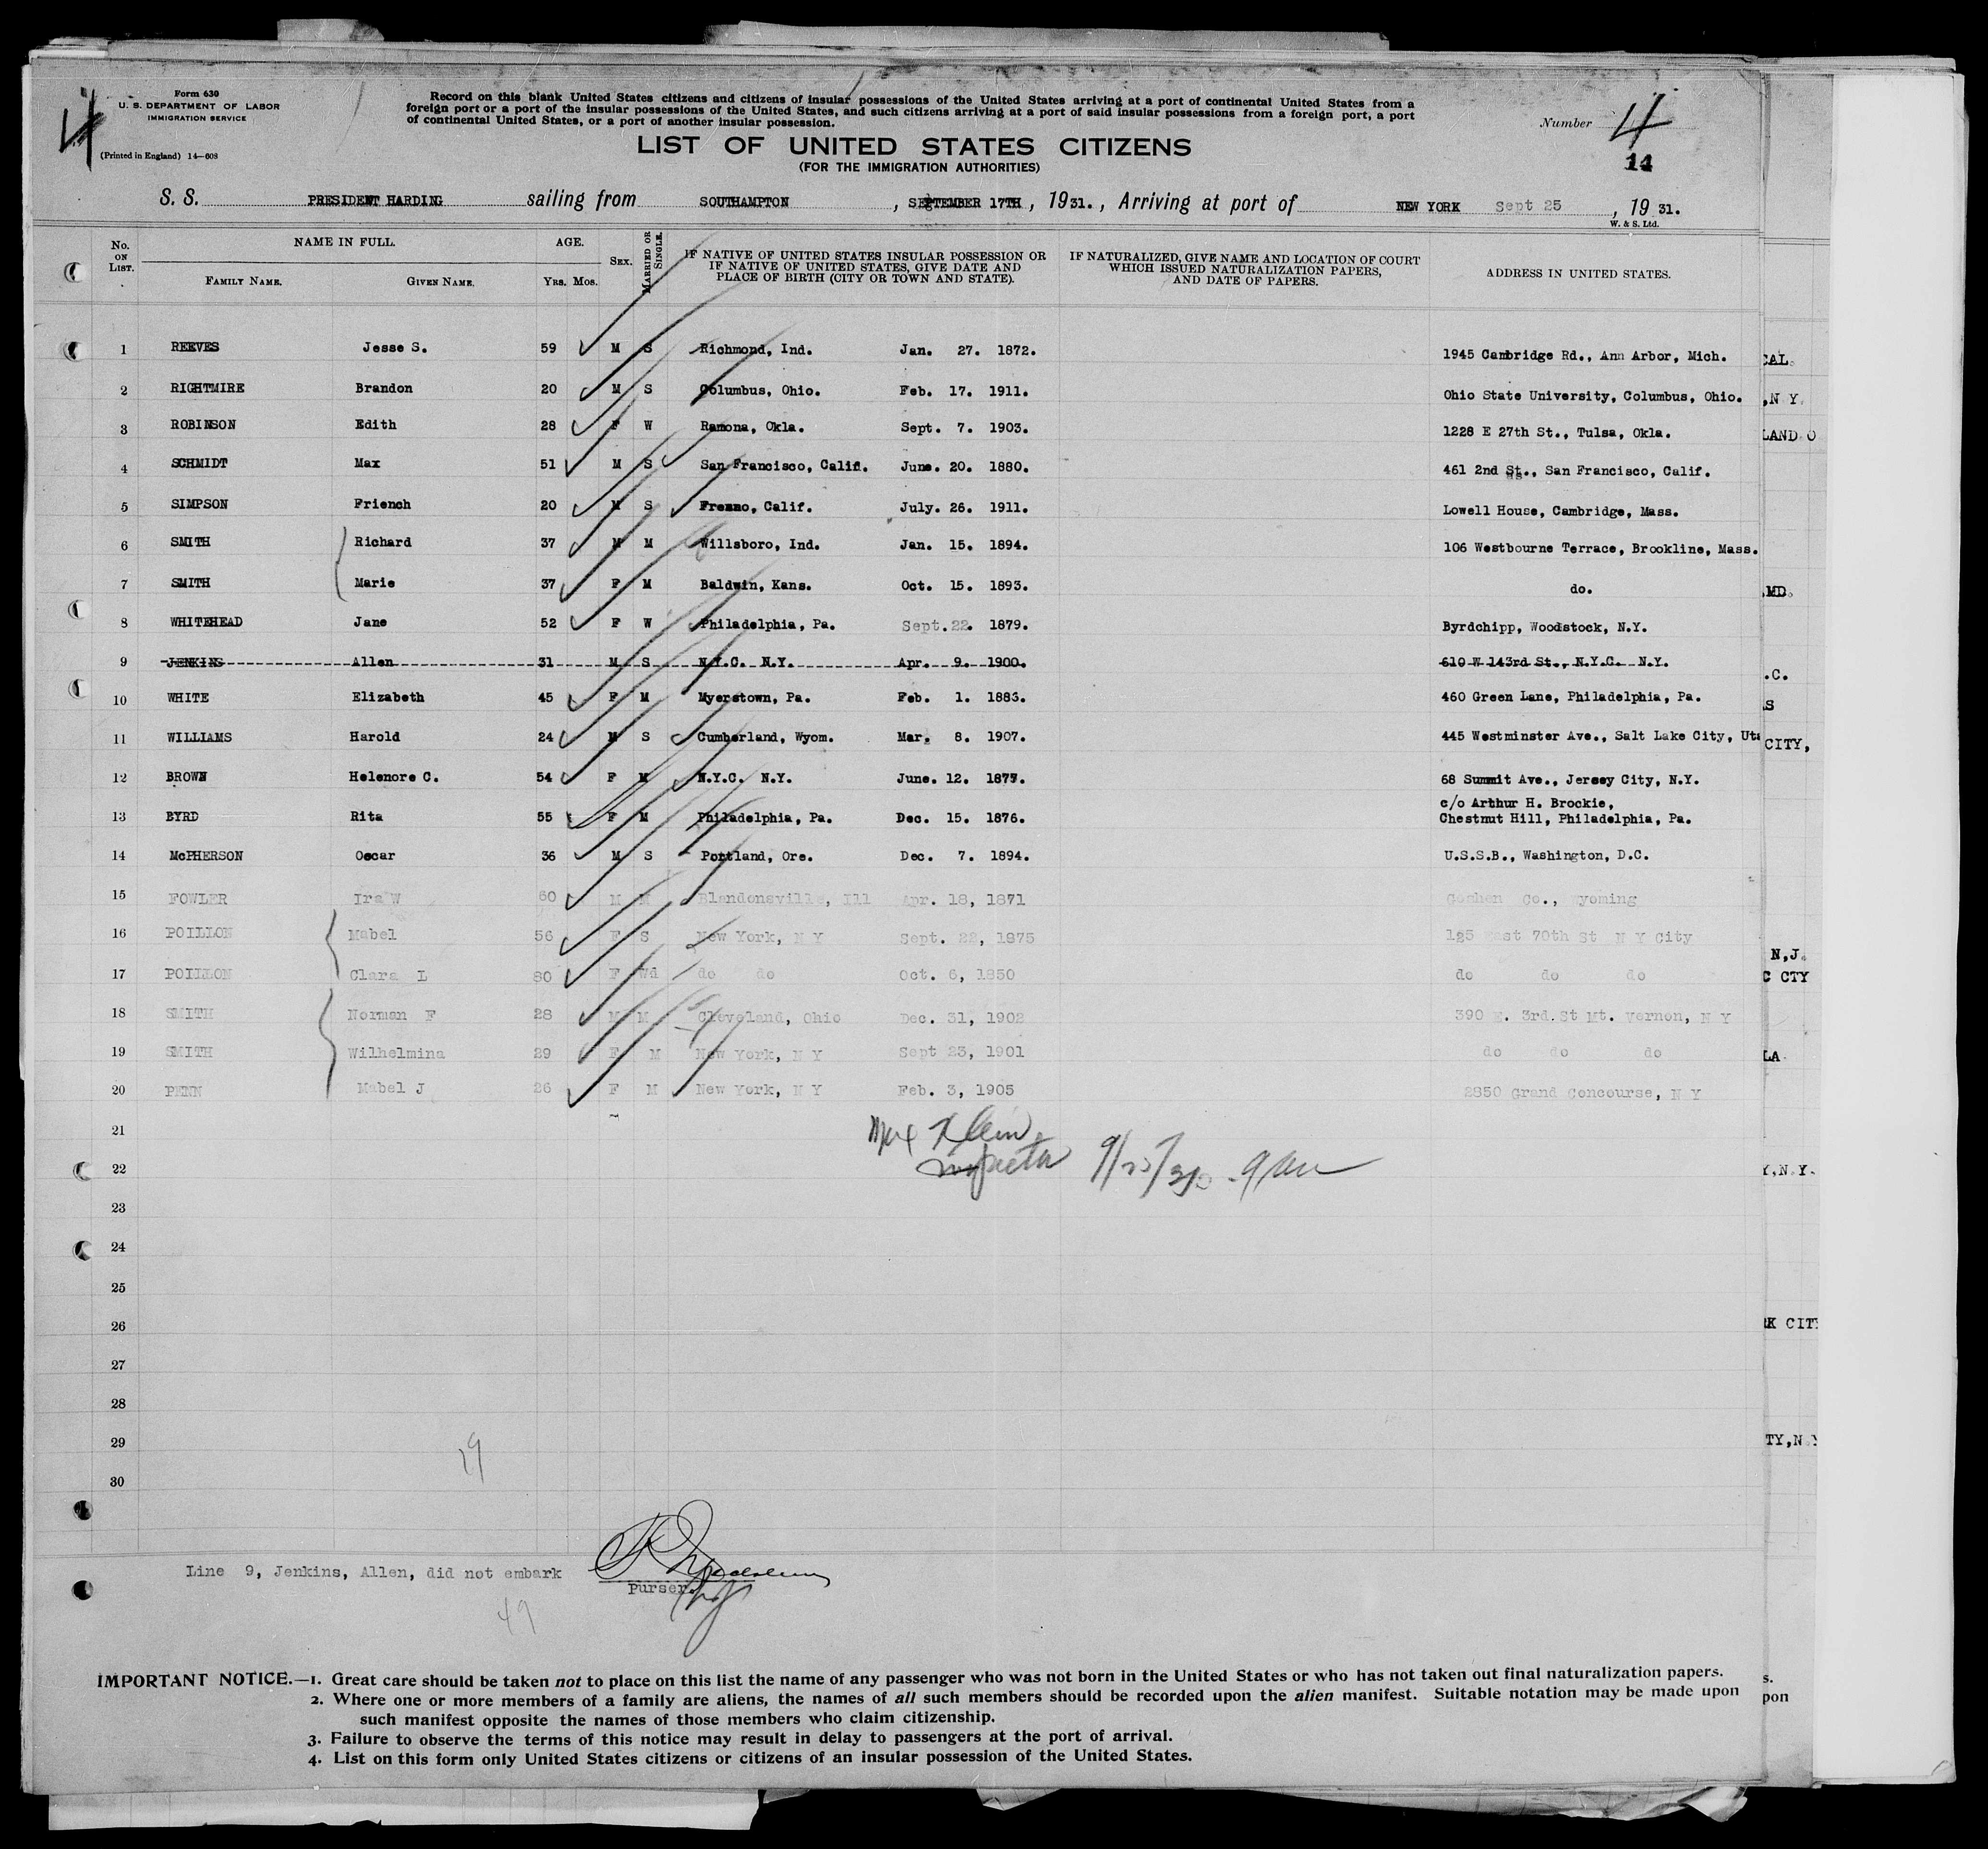 Form 630
U. S. DEPARTMENT OF LABOR
IMMIGRATION SERVICE
(Printed in England) 14—608
4
Record on this blank United States citizens and citizens of insular possessions of the United States arriving at a port of continental United States from a
foreign port or a port of the insular possessions of the United States, and such citizens arriving at a port of said insular possessions from a foreign port, a port
of continental United States, or a port of another insular possession.
LIST OF UNITED STATES CITIZENS
(FOR THE IMMIGRATION AUTHORITIES)
Number 4
14
S. S. PRESIDENT HARDING sailing from SOUTHAMPTON, SEPTEMBER 17TH, 1931., Arriving at port of NEW YORK Sept 25, 1931.
W. & S. Ltd.
No. ON LIST. NAME IN FULL. FAMILY NAME. GIVEN NAME. AGE. YRS. MOS. SEX. MARRIED OR SINGLE. IF NATIVE OF UNITED STATES INSULAR POSSESSION OR IF NATIVE OF UNITED STATES, GIVE DATE AND PLACE OF BIRTH (CITY OR TOWN AND STATE). IF NATURALIZED, GIVE NAME AND LOCATION OF COURT WHICH ISSUED NATURALIZATION PAPERS, AND DATE OF PAPERS. ADDRESS IN UNITED STATES.
1 REEVES Jesse S. 59 M S Richmond, Ind. Jan. 27. 1872. 1945 Cambridge Rd., Ann Arbor, Mich.
2 RIGHTMIRE Brandon 20 M S Columbus, Ohio. Feb. 17. 1911. Ohio State University, Columbus, Ohio.
3 ROBINSON Edith 28 F W Ramona, Okla. Sept. 7. 1903. 1228 E 27th St., Tulsa, Okla.
4 SCHMIDT Max 51 M S San Francisco, Calif. June. 20. 1880. 461 2nd St., San Francisco, Calif.
5 SIMPSON Friench 20 M S Fresno, Calif. July. 26. 1911. Lowell House, Cambridge, Mass.
6 SMITH Richard 37 M M Willsboro, Ind. Jan. 15. 1894. 106 Westbourne Terrace, Brookline, Mass.
7 SMITH Marie 37 F M Baldwin, Kans. Oct. 15. 1893. do.
8 WHITEHEAD Jane 52 F W Philadelphia, Pa. Sept. 22. 1879. Byrdchipp, Woodstock, N.Y.
9 JENKINS Allen 31 M S N.Y.C. N.Y. Apr. 9. 1900. 610 W 143rd St., N.Y.C. N.Y.
10 WHITE Elizabeth 45 F M Myerstown, Pa. Feb. 1. 1886. 460 Green Lane, Philadelphia, Pa.
11 WILLIAMS Harold 24 M S Cumberland, Wyom. Mar. 8. 1907. 445 Westminster Ave., Salt Lake City, Uta
12 BROWN Helenore C. 54 F M N.Y.C. N.Y. June. 12. 1877. 68 Summit Ave., Jersey City, N.Y.
13 BYRD Rita 55 F M Philadelphia, Pa. Dec. 15. 1876. c/o Arthur H. Brockie,
Chestnut Hill, Philadelphia, Pa.
14 McPHERSON Oscar 36 M S Portland, Ore. Dec. 7. 1894. U.S.S.B., Washington, D.C.
15 FOWLER Ira W 60 M M Blandonsville, Ill Apr. 18, 1871 Goshen Co., Wyoming
16 POILLON Mabel 56 F S New York, N Y Sept. 22, 1875 125 East 70th St N Y City
17 POILLON Clara L 80 F Wd do do Oct. 6, 1850 do do do
18 SMITH Norman F 28 M M Cleveland, Ohio Dec. 31, 1902 390 E. 3rd.St Mt. Vernon, N Y
19 SMITH Wilhelmina 29 F M New York, N Y Sept 23, 1901 do do do
20 PENN Mabel J 26 F M New York, N Y Feb. 3, 1905 2850 Grand Concourse, N Y
21
Max Klein
22
Inspector 9/25/31
23
24
25
26
27
28
29
30
19
Line 9, Jenkins, Allen, did not embark
Purser.
49
IMPORTANT NOTICE.—1. Great care should be taken not to place on this list the name of any passenger who was not born in the United States or who has not taken out final naturalization papers.
2. Where one or more members of a family are aliens, the names of all such members should be recorded upon the alien manifest. Suitable notation may be made upon
such manifest opposite the names of those members who claim citizenship.
3. Failure to observe the terms of this notice may result in delay to passengers at the port of arrival.
4. List on this form only United States citizens or citizens of an insular possession of the United States.
CAL.
,N Y.
LAND O
,MD.
.C.
S
CITY,
N,J.
C CTY
LA
Y,N.Y.
RK CITY
TY,N.Y
s.
pon